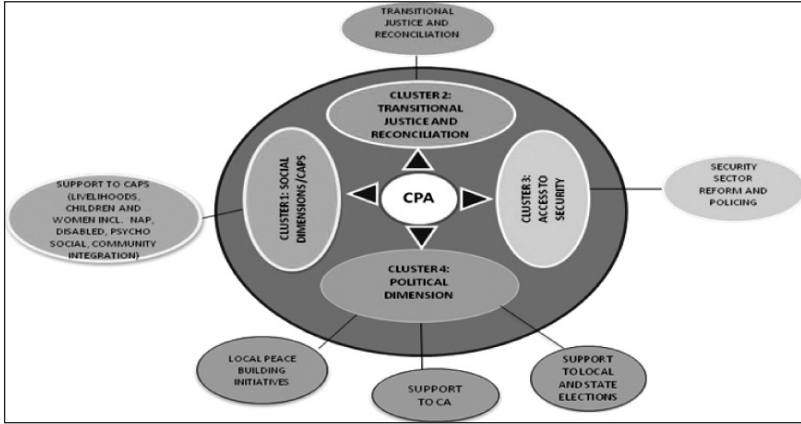 TRANSITIONAL
JUSTICE AND
RECONCILIATION
CLUSTER 2:
TRANSITIONAL
JUSTICE AND
RECONCILIATION
CLUSTER 1: SOCIAL
DIMENSIONS/CAPS
CPA
CLUSTER 3:
ACCESS TO
SECURITY
SECURITY
SECTOR
REFORM AND
POLICING
SUPPORT TO CAPS
(LIVELIHOODS,
CHILDREN AND
WOMEN INCL. NAP,
DISABLED, PSYCHO
SOCIAL, COMMUNITY
INTEGRATION)
CLUSTER 4:
POLITICAL
DIMENSION
LOCAL PEACE
BUILDING
INITIATIVES
SUPPORT
TO CA
SUPPORT
TO LOCAL
AND STATE
ELECTIONS